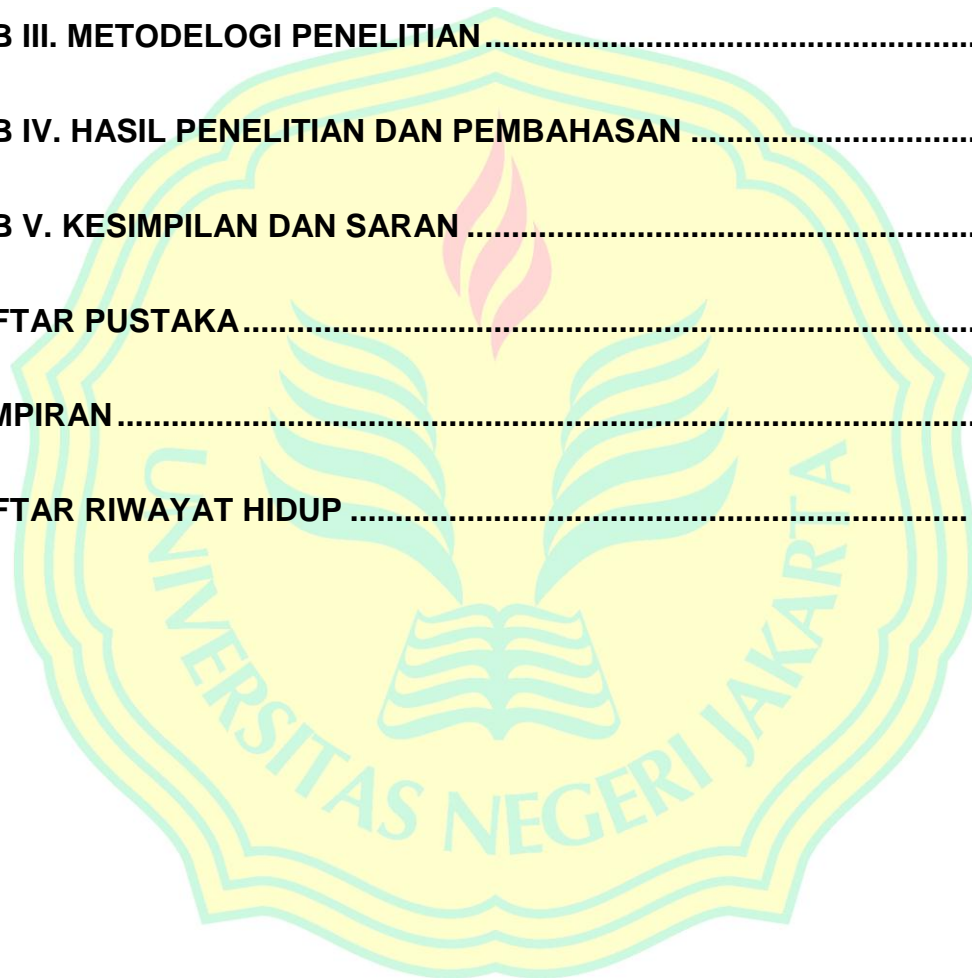 B III. METODELOGI PENELITIAN......................................................
B IV. HASIL PENELITIAN DAN PEMBAHASAN ...............................
B V. KESIMPILAN DAN SARAN ........................................................
FTAR PUSTAKA.................................................................................
MPIRAN...............................................................................................
FTAR RIWAYAT HIDUP .....................................................................
UNIVERSITAS NEGERI JAKARTA